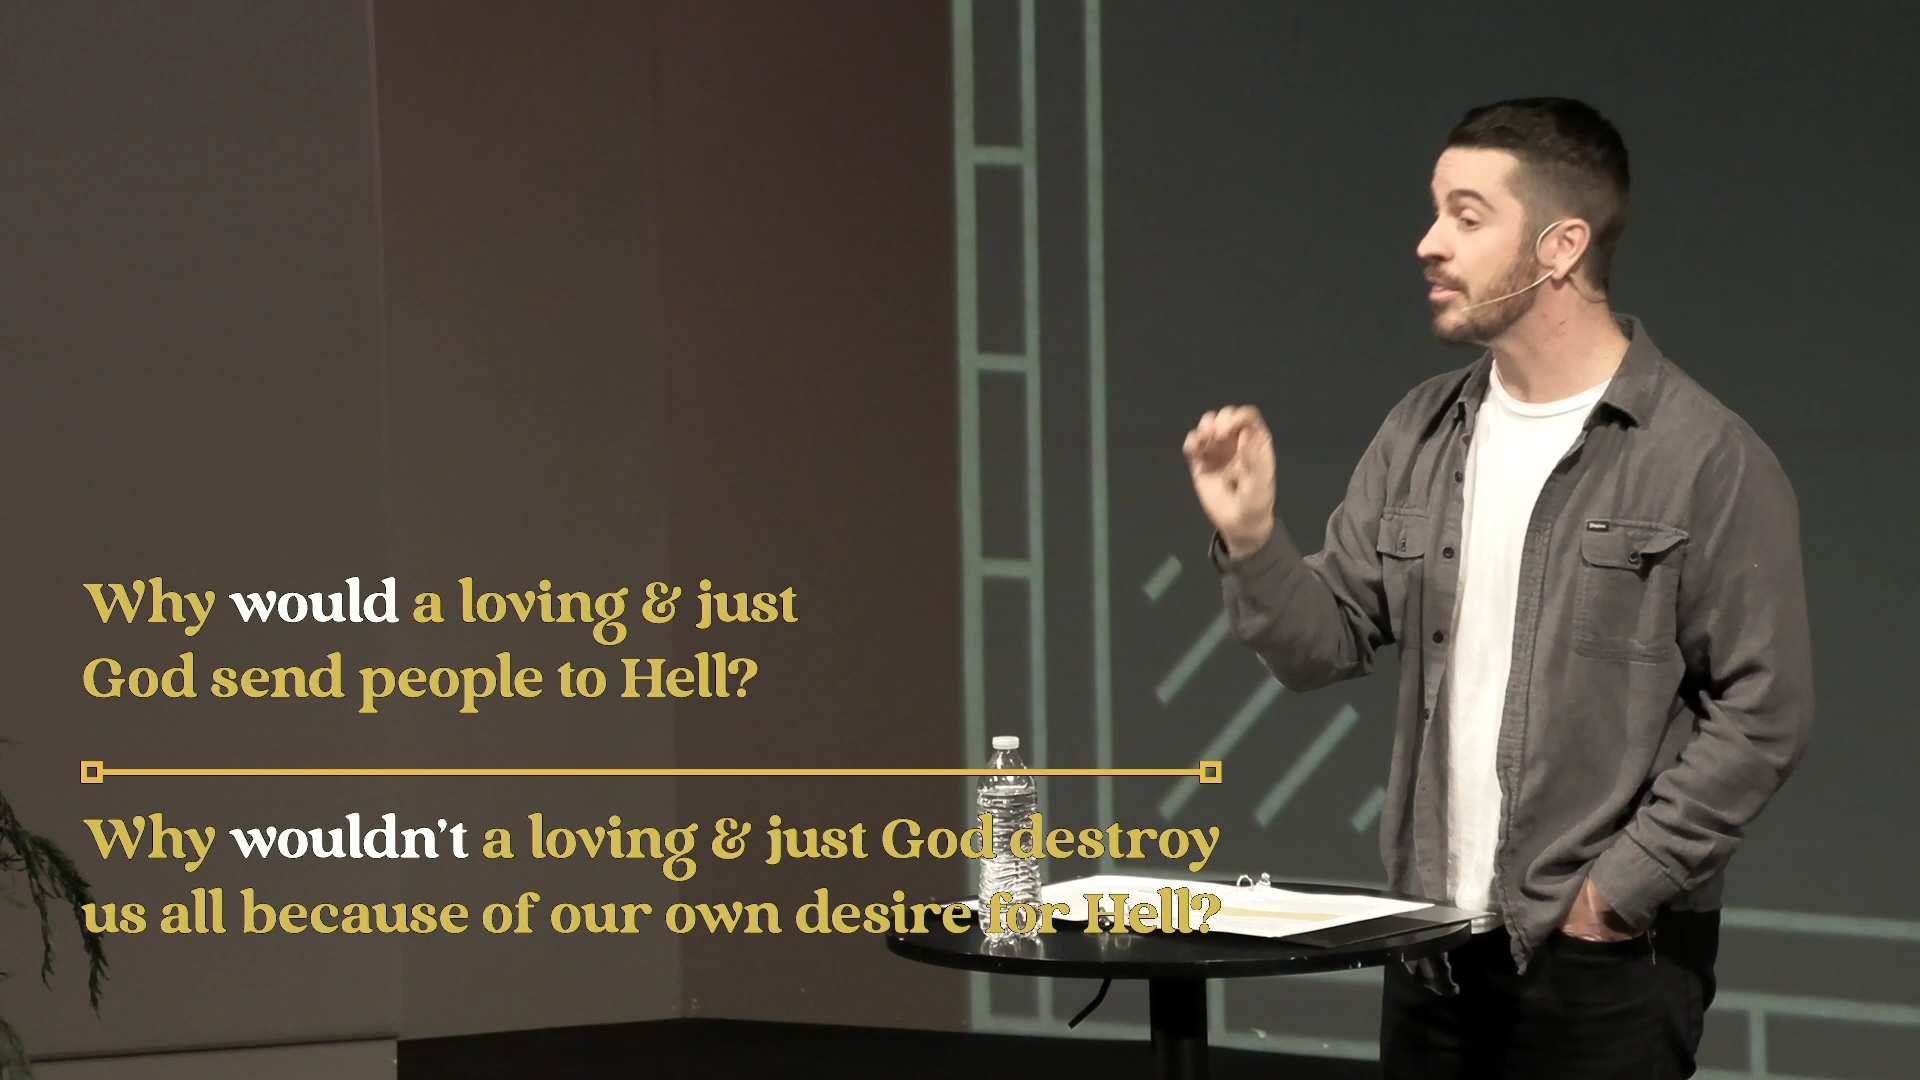 Why would a loving & just
God send people to Hell?
Why wouldn't a loving & just God destroy
us all because of our own desire for Hell?